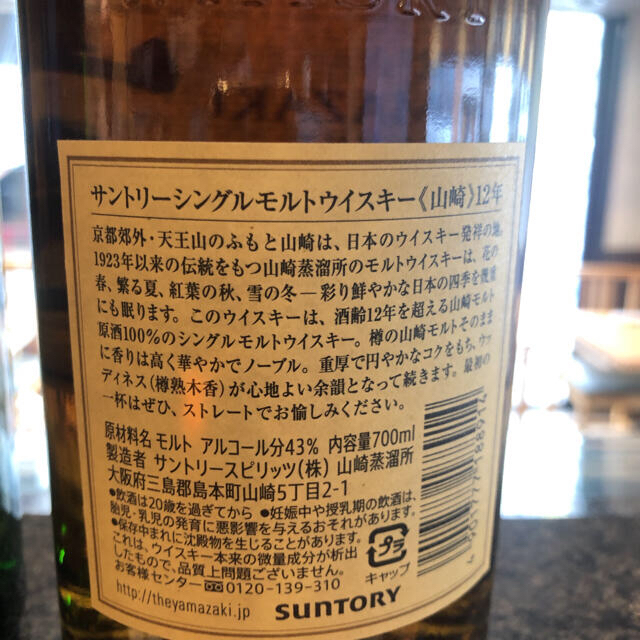 サントリーシングルモルトウイスキー《山崎》12年
京都郊外・天王山のふもと山崎は、日本のウイスキー発祥の地。
1923年以来の伝統をもつ山崎蒸溜所のモルトウイスキーは、花の
春、繁る夏、紅葉の秋、雪の冬―彩り鮮やかな日本の四季を幾重
にも眠ります。このウイスキーは、酒齢12年を超える山崎モルト
原酒100%のシングルモルトウイスキー。樽の山崎モルトそのまま
に香りは高く華やかでノーブル。重厚で円やかなコクをもち、ウッ
ディネス(樽熟木香)が心地よい余韻となって続きます。最初の
一杯はぜひ、ストレートでお愉しみください。
原材料名 モルト アルコール分43% 内容量700ml
製造者 サントリースピリッツ(株) 山崎蒸溜所
大阪府三島郡島本町山崎5丁目2-1
●飲酒は20歳を過ぎてから ●妊娠中や授乳期の飲酒は、
胎児・乳児の発育に悪影響を与えるおそれがあります。
●保存中まれに沈殿物を生じることがあります。
これは、ウイスキー本来の微量成分が析出
したもので、品質上問題ございません。
お客様センター 0120-139-310
http://theyamazaki.jp
SUNTORY
プラ
キャップ